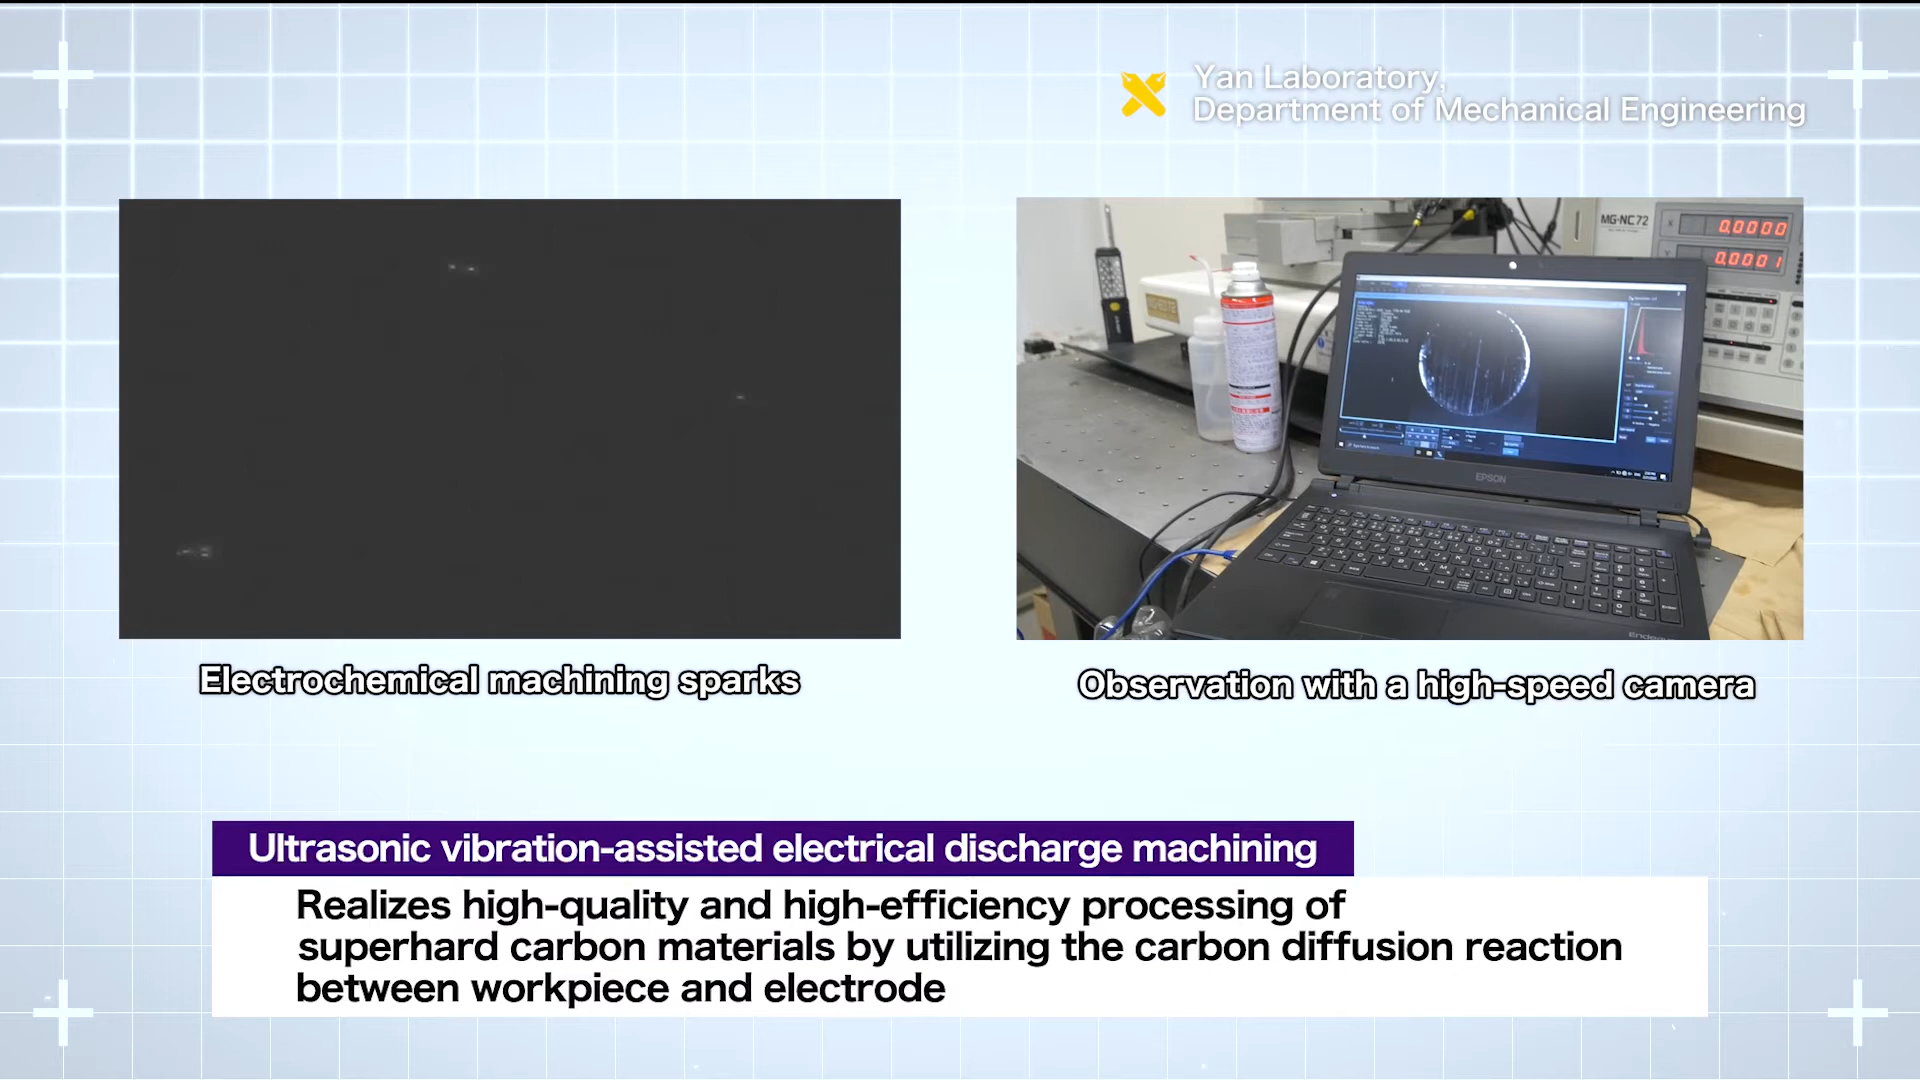 Yan Laboratory,
Department of Mechanical Engineering
MG-NC72
0.0000
0.0001
EPSON
Electrochemical machining sparks
Observation with a high-speed camera
Ultrasonic vibration-assisted electrical discharge machining
Realizes high-quality and high-efficiency processing of
superhard carbon materials by utilizing the carbon diffusion reaction
between workpiece and electrode